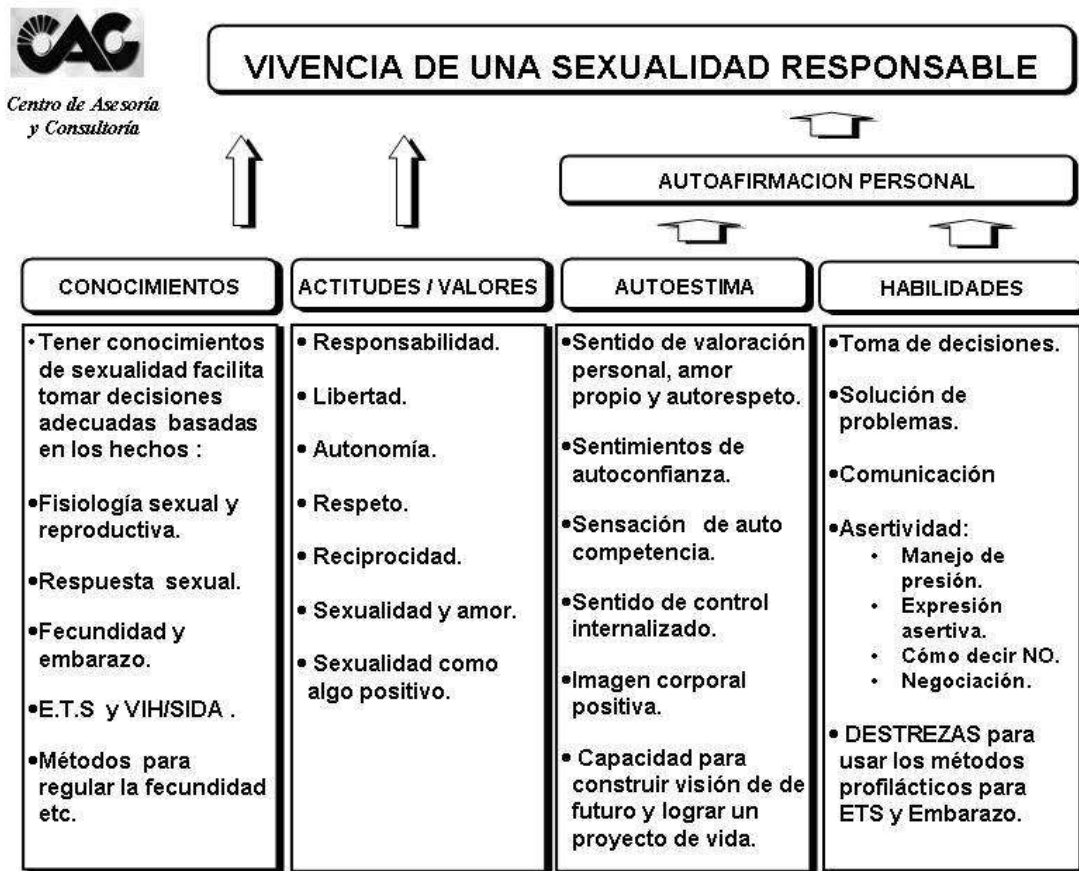 CAC
Centro de Asesoría
y Consultoría
VIVENCIA DE UNA SEXUALIDAD RESPONSABLE
AUTOAFIRMACION PERSONAL
CONOCIMIENTOS
• Tener conocimientos
de sexualidad facilita
tomar decisiones
adecuadas basadas
en los hechos :
•Fisiología sexual y
reproductiva.
•Respuesta sexual.
•Fecundidad y
embarazo.
•E.T.S y VIH/SIDA .
•Métodos para
regular la fecundidad
etc.
ACTITUDES / VALORES
• Responsabilidad.
• Libertad.
• Autonomía.
• Respeto.
• Reciprocidad.
• Sexualidad y amor.
• Sexualidad como
algo positivo.
AUTOESTIMA
•Sentido de valoración
personal, amor
propio y autorespeto.
•Sentimientos de
autoconfianza.
•Sensación de auto
competencia.
•Sentido de control
internalizado.
•Imagen corporal
positiva.
• Capacidad para
construir visión de de
futuro y lograr un
proyecto de vida.
HABILIDADES
•Toma de decisiones.
•Solución de
problemas.
•Comunicación
•Asertividad:
• Manejo de
presión.
• Expresión
asertiva.
• Cómo decir NO.
• Negociación.
• DESTREZAS para
usar los métodos
profilácticos para
ETS y Embarazo.